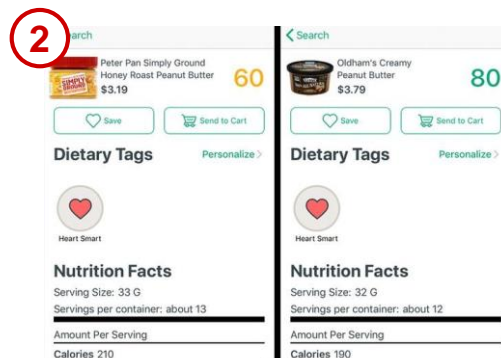 2
Search
Peter Pan Simply Ground
Honey Roast Peanut Butter
$3.19
60
SIMPLY
GROUND
Save
Send to Cart
Dietary Tags
Personalize >
Heart Smart
Nutrition Facts
Serving Size: 33 G
Servings per container: about 13
Amount Per Serving
Calories 210
Search
Oldham's Creamy
Peanut Butter
$3.79
80
Save
Send to Cart
Dietary Tags
Personalize >
Heart Smart
Nutrition Facts
Serving Size: 32 G
Servings per container: about 12
Amount Per Serving
Calories 190